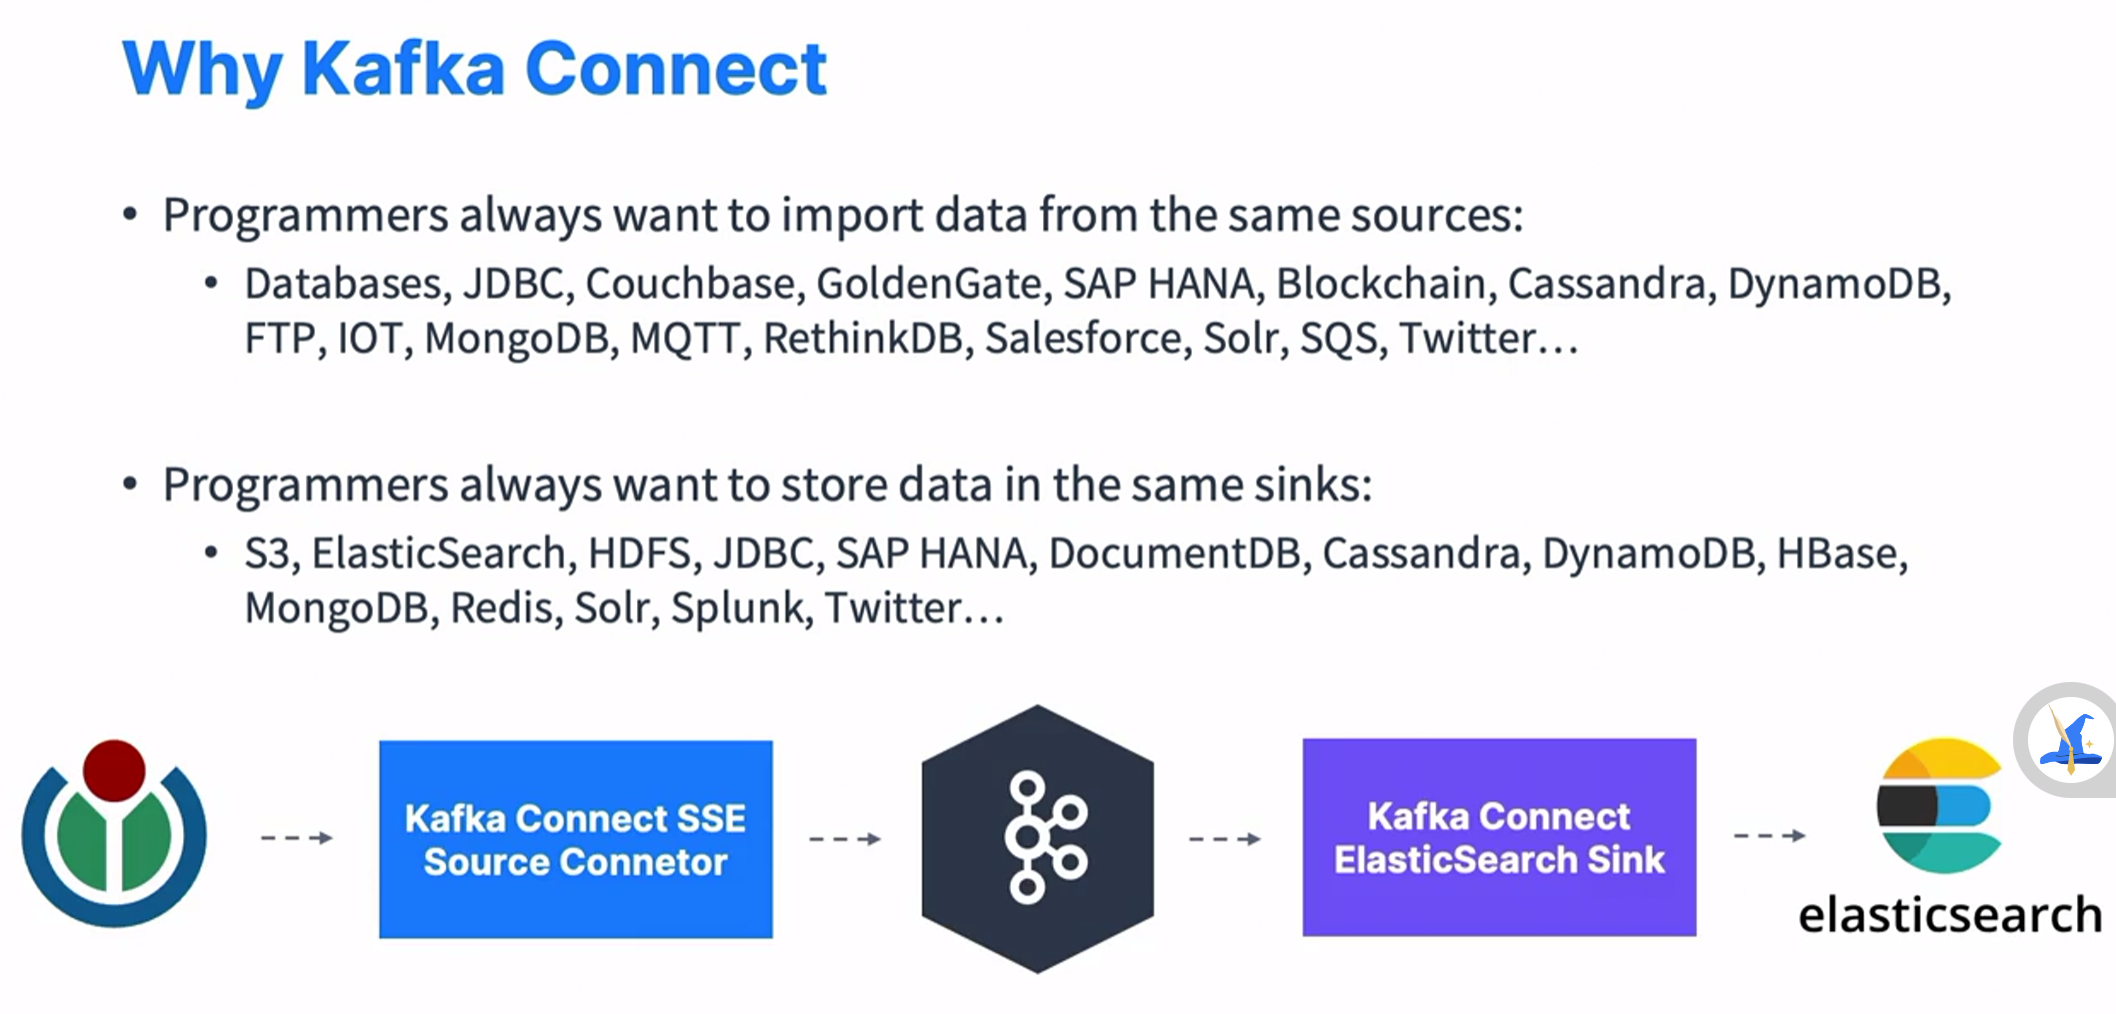 Why Kafka Connect
• Programmers always want to import data from the same sources:
• Databases, JDBC, Couchbase, GoldenGate, SAP HANA, Blockchain, Cassandra, DynamoDB,
FTP, IOT, MongoDB, MQTT, RethinkDB, Salesforce, Solr, SQS, Twitter…
• Programmers always want to store data in the same sinks:
• S3, ElasticSearch, HDFS, JDBC, SAP HANA, DocumentDB, Cassandra, DynamoDB, HBase,
MongoDB, Redis, Solr, Splunk, Twitter…
Kafka Connect SSE
Source Connetor
Kafka Connect
ElasticSearch Sink
elasticsearch